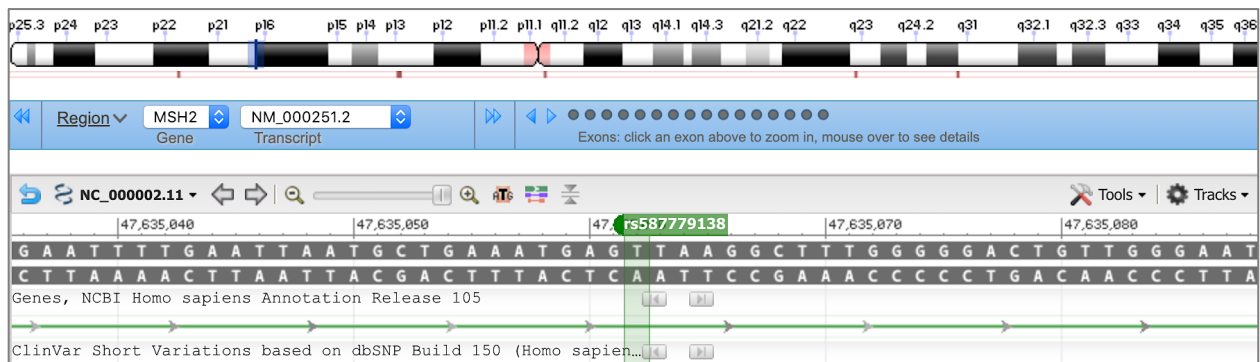 p25.3 p24 p23 p22 p21 p16 p15 p14 p13 p12 p11.2 p11.1 q11.2 q12 q13 q14.1 q14.3 q21.2 q22 q23 q24.2 q31 q32.1 q32.3 q33 q34 q35 q36
Region MSH2 NM_000251.2
Gene Transcript Exons: click an exon above to zoom in, mouse over to see details
NC_000002.11 ATG Tools Tracks
47,635,040 47,635,050 47, rs587779138 47,635,070 47,635,080
G A A T T T T G A A T T A A T G C T G A A A T G A G T T A A G G C T T T G G G G G A C T G T T G G G A A T
C T T A A A A C T T A A T T A C G A C T T T A C T C A A T T C C G A A A C C C C C T G A C A A C C C T T A
Genes, NCBI Homo sapiens Annotation Release 105
ClinVar Short Variations based on dbSNP Build 150 (Homo sapien…